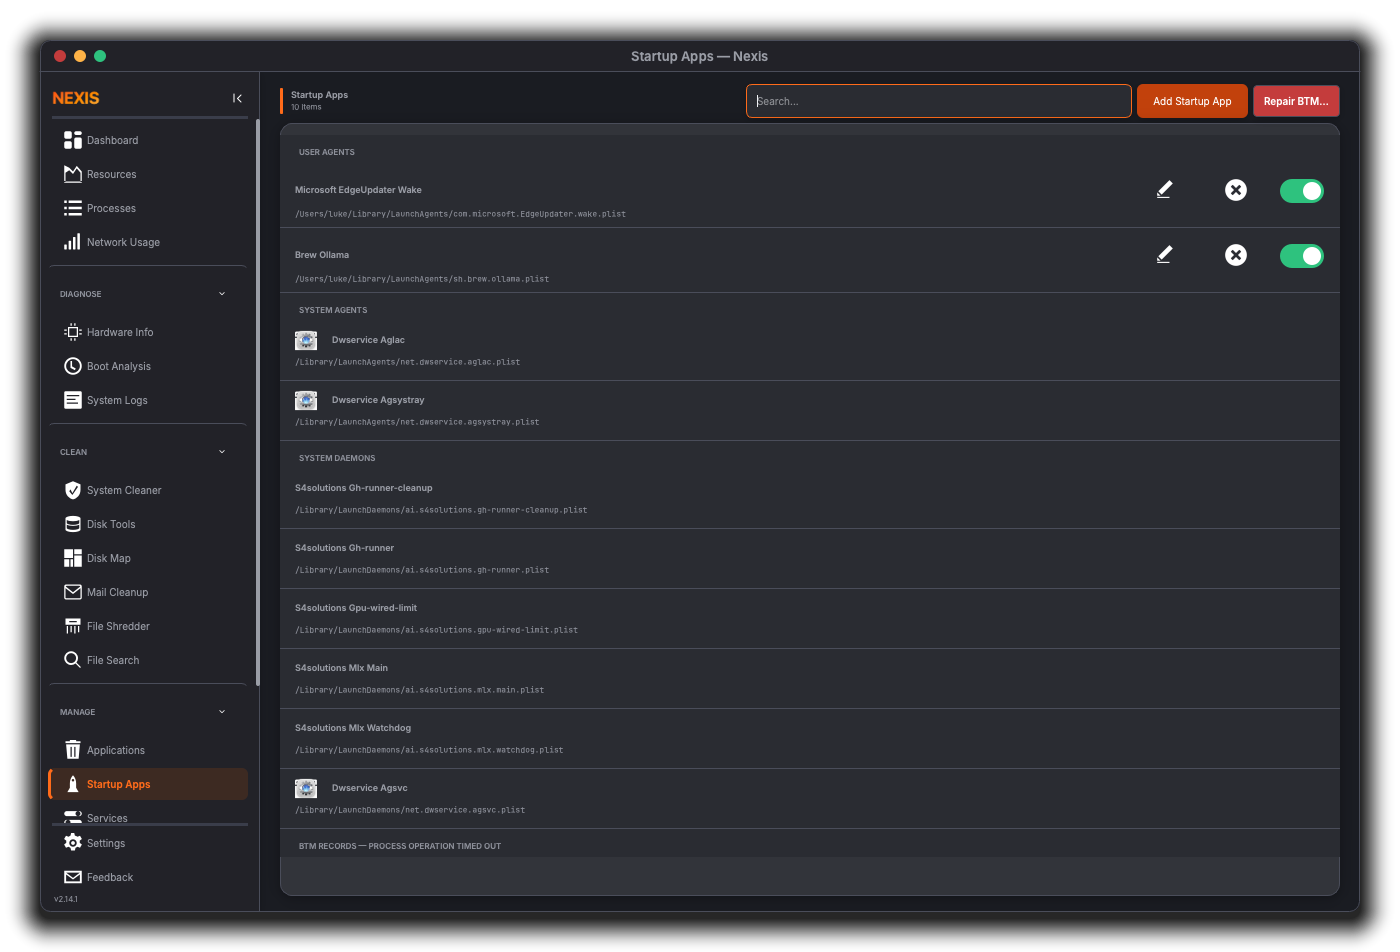 Startup Apps — Nexis
NEXIS
Dashboard
Resources
Processes
Network Usage
DIAGNOSE
Hardware Info
Boot Analysis
System Logs
CLEAN
System Cleaner
Disk Tools
Disk Map
Mail Cleanup
File Shredder
File Search
MANAGE
Applications
Startup Apps
Services
Settings
Feedback
v2.14.1
Startup Apps
10 Items
Search...
Add Startup App
Repair BTM...
USER AGENTS
Microsoft EdgeUpdater Wake
/Users/luke/Library/LaunchAgents/com.microsoft.EdgeUpdater.wake.plist
Brew Ollama
/Users/luke/Library/LaunchAgents/sh.brew.ollama.plist
SYSTEM AGENTS
Dwservice Aglac
/Library/LaunchAgents/net.dwservice.aglac.plist
Dwservice Agsystray
/Library/LaunchAgents/net.dwservice.agsystray.plist
SYSTEM DAEMONS
S4solutions Gh-runner-cleanup
/Library/LaunchDaemons/ai.s4solutions.gh-runner-cleanup.plist
S4solutions Gh-runner
/Library/LaunchDaemons/ai.s4solutions.gh-runner.plist
S4solutions Gpu-wired-limit
/Library/LaunchDaemons/ai.s4solutions.gpu-wired-limit.plist
S4solutions Mlx Main
/Library/LaunchDaemons/ai.s4solutions.mlx.main.plist
S4solutions Mlx Watchdog
/Library/LaunchDaemons/ai.s4solutions.mlx.watchdog.plist
Dwservice Agsvc
/Library/LaunchDaemons/net.dwservice.agsvc.plist
BTM RECORDS — PROCESS OPERATION TIMED OUT